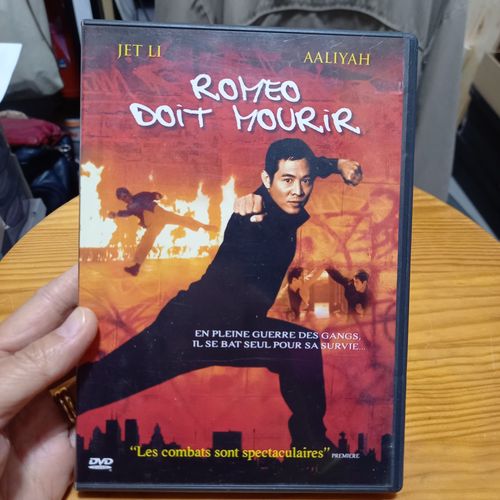 JET LI
AALIYAH
ROMEO
DOIT MOURIR
EN PLEINE GUERRE DES GANGS,
IL SE BAT SEUL POUR SA SURVIE...
"Les combats sont spectaculaires" PREMIÈRE
DVD